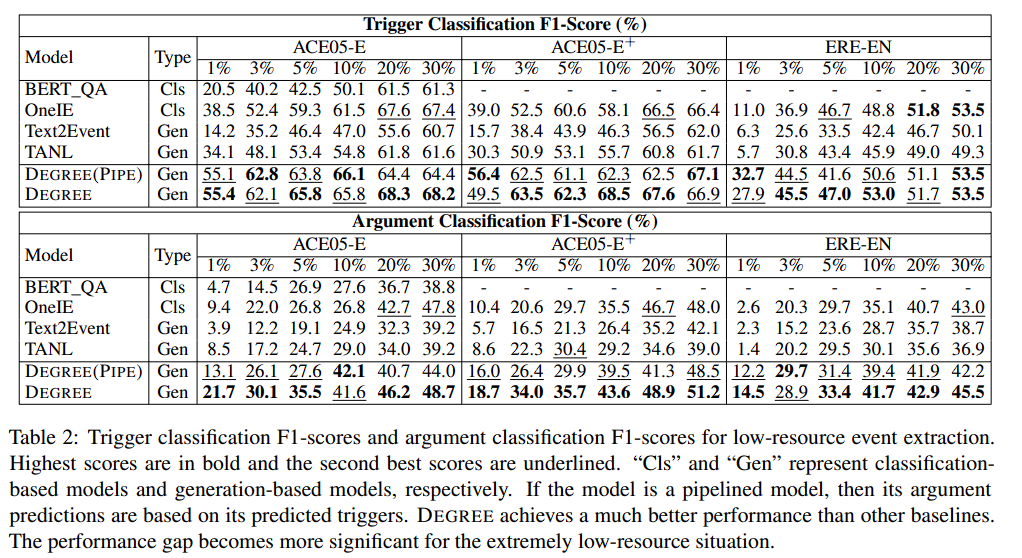 Trigger Classification F1-Score (%)
Model Type ACE05-E ACE05-E+ ERE-EN
1% 3% 5% 10% 20% 30% 1% 3% 5% 10% 20% 30% 1% 3% 5% 10% 20% 30%
BERT_QA Cls 20.5 40.2 42.5 50.1 61.5 61.3 - - - - - - - - - - - -
OneIE Cls 38.5 52.4 59.3 61.5 67.6 67.4 39.0 52.5 60.6 58.1 66.5 66.4 11.0 36.9 46.7 48.8 51.8 53.5
Text2Event Gen 14.2 35.2 46.4 47.0 55.6 60.7 15.7 38.4 43.9 46.3 56.5 62.0 6.3 25.6 33.5 42.4 46.7 50.1
TANL Gen 34.1 48.1 53.4 54.8 61.8 61.6 30.3 50.9 53.1 55.7 60.8 61.7 5.7 30.8 43.4 45.9 49.0 49.3
DEGREE(PIPE) Gen 55.1 62.8 63.8 66.1 64.4 64.4 56.4 62.5 61.1 62.3 62.5 67.1 32.7 44.5 41.6 50.6 51.1 53.5
DEGREE Gen 55.4 62.1 65.8 65.8 68.3 68.2 49.5 63.5 62.3 68.5 67.6 66.9 27.9 45.5 47.0 53.0 51.7 53.5
Argument Classification F1-Score (%)
Model Type ACE05-E ACE05-E+ ERE-EN
1% 3% 5% 10% 20% 30% 1% 3% 5% 10% 20% 30% 1% 3% 5% 10% 20% 30%
BERT_QA Cls 4.7 14.5 26.9 27.6 36.7 38.8 - - - - - - - - - - - -
OneIE Cls 9.4 22.0 26.8 26.8 42.7 47.8 10.4 20.6 29.7 35.5 46.7 48.0 2.6 20.3 29.7 35.1 40.7 43.0
Text2Event Gen 3.9 12.2 19.1 24.9 32.3 39.2 5.7 16.5 21.3 26.4 35.2 42.1 2.3 15.2 23.6 28.7 35.7 38.7
TANL Gen 8.5 17.2 24.7 29.0 34.0 39.2 8.6 22.3 30.4 29.2 34.6 39.0 1.4 20.2 29.5 30.1 35.6 36.9
DEGREE(PIPE) Gen 13.1 26.1 27.6 42.1 40.7 44.0 16.0 26.4 29.9 39.5 41.3 48.5 12.2 29.7 31.4 39.4 41.9 42.2
DEGREE Gen 21.7 30.1 35.5 41.6 46.2 48.7 18.7 34.0 35.7 43.6 48.9 51.2 14.5 28.9 33.4 41.7 42.9 45.5
Table 2: Trigger classification F1-scores and argument classification F1-scores for low-resource event extraction.
Highest scores are in bold and the second best scores are underlined. “Cls” and “Gen” represent classification-
based models and generation-based models, respectively. If the model is a pipelined model, then its argument
predictions are based on its predicted triggers. DEGREE achieves a much better performance than other baselines.
The performance gap becomes more significant for the extremely low-resource situation.